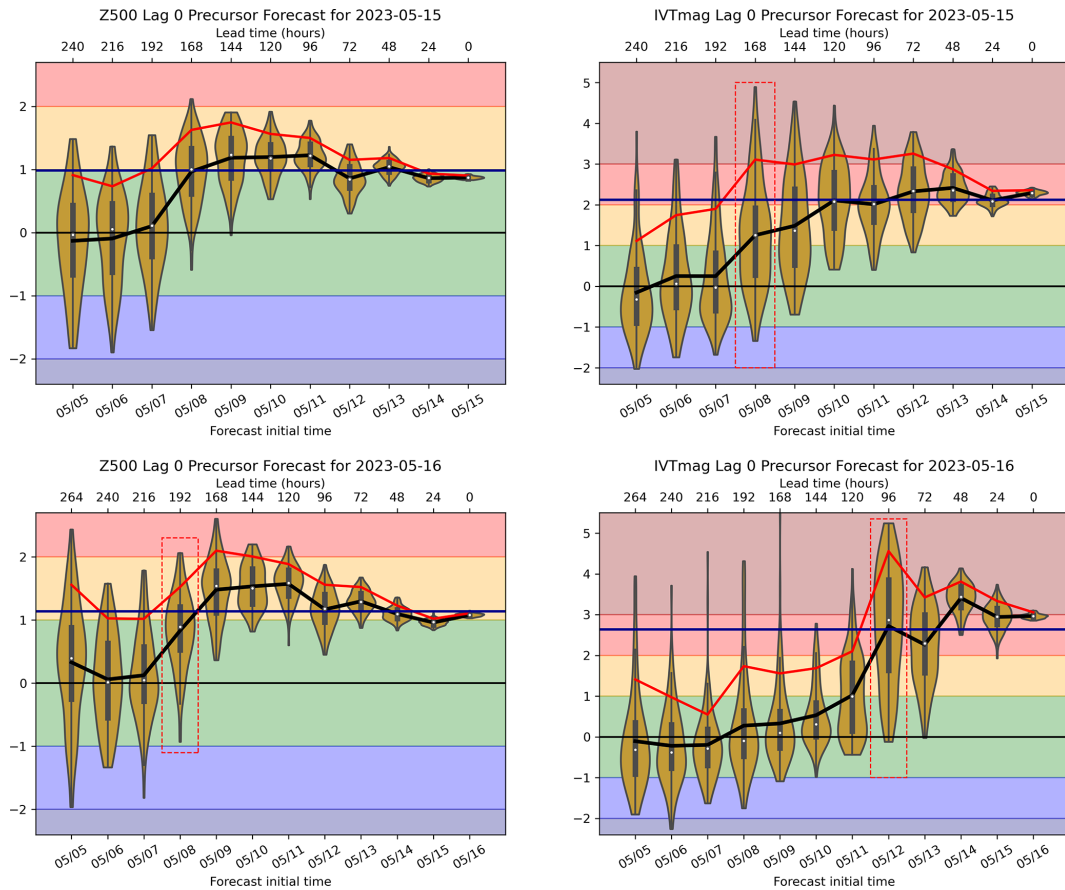 Z500 Lag 0 Precursor Forecast for 2023-05-15
Lead time (hours)
240 216 192 168 144 120 96 72 48 24 0
2
1
0
−1
−2
05/05 05/06 05/07 05/08 05/09 05/10 05/11 05/12 05/13 05/14 05/15
Forecast initial time
IVTmag Lag 0 Precursor Forecast for 2023-05-15
Lead time (hours)
240 216 192 168 144 120 96 72 48 24 0
5
4
3
2
1
0
−1
−2
05/05 05/06 05/07 05/08 05/09 05/10 05/11 05/12 05/13 05/14 05/15
Forecast initial time
Z500 Lag 0 Precursor Forecast for 2023-05-16
Lead time (hours)
264 240 216 192 168 144 120 96 72 48 24 0
2
1
0
−1
−2
05/05 05/06 05/07 05/08 05/09 05/10 05/11 05/12 05/13 05/14 05/15 05/16
Forecast initial time
IVTmag Lag 0 Precursor Forecast for 2023-05-16
Lead time (hours)
264 240 216 192 168 144 120 96 72 48 24 0
5
4
3
2
1
0
−1
−2
05/05 05/06 05/07 05/08 05/09 05/10 05/11 05/12 05/13 05/14 05/15 05/16
Forecast initial time